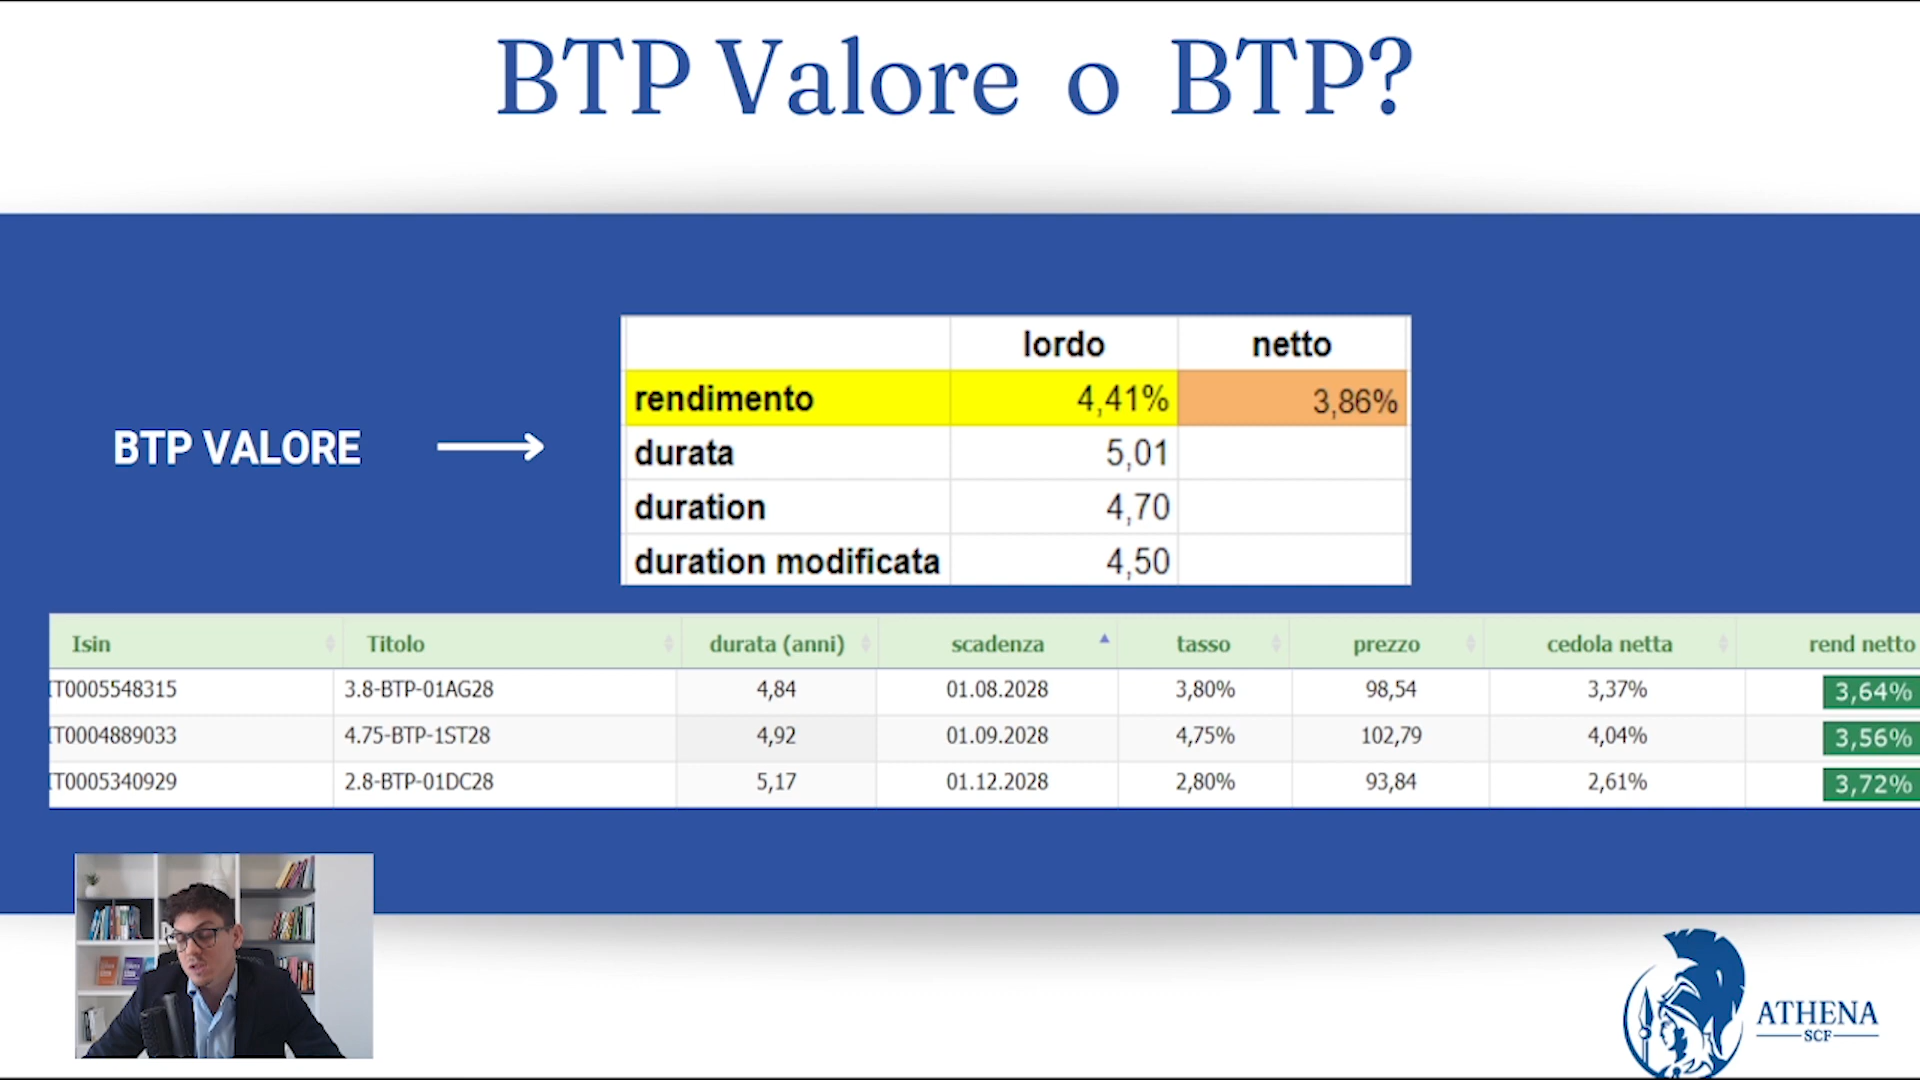 BTP Valore o BTP?
lordo netto
rendimento 4,41% 3,86%
durata 5,01
duration 4,70
duration modificata 4,50
BTP VALORE
Isin Titolo durata (anni) scadenza tasso prezzo cedola netta rend netto
IT0005548315 3.8-BTP-01AG28 4,84 01.08.2028 3,80% 98,54 3,37% 3,64%
IT0004889033 4.75-BTP-1ST28 4,92 01.09.2028 4,75% 102,79 4,04% 3,56%
IT0005340929 2.8-BTP-01DC28 5,17 01.12.2028 2,80% 93,84 2,61% 3,72%
ATHENA
SCF